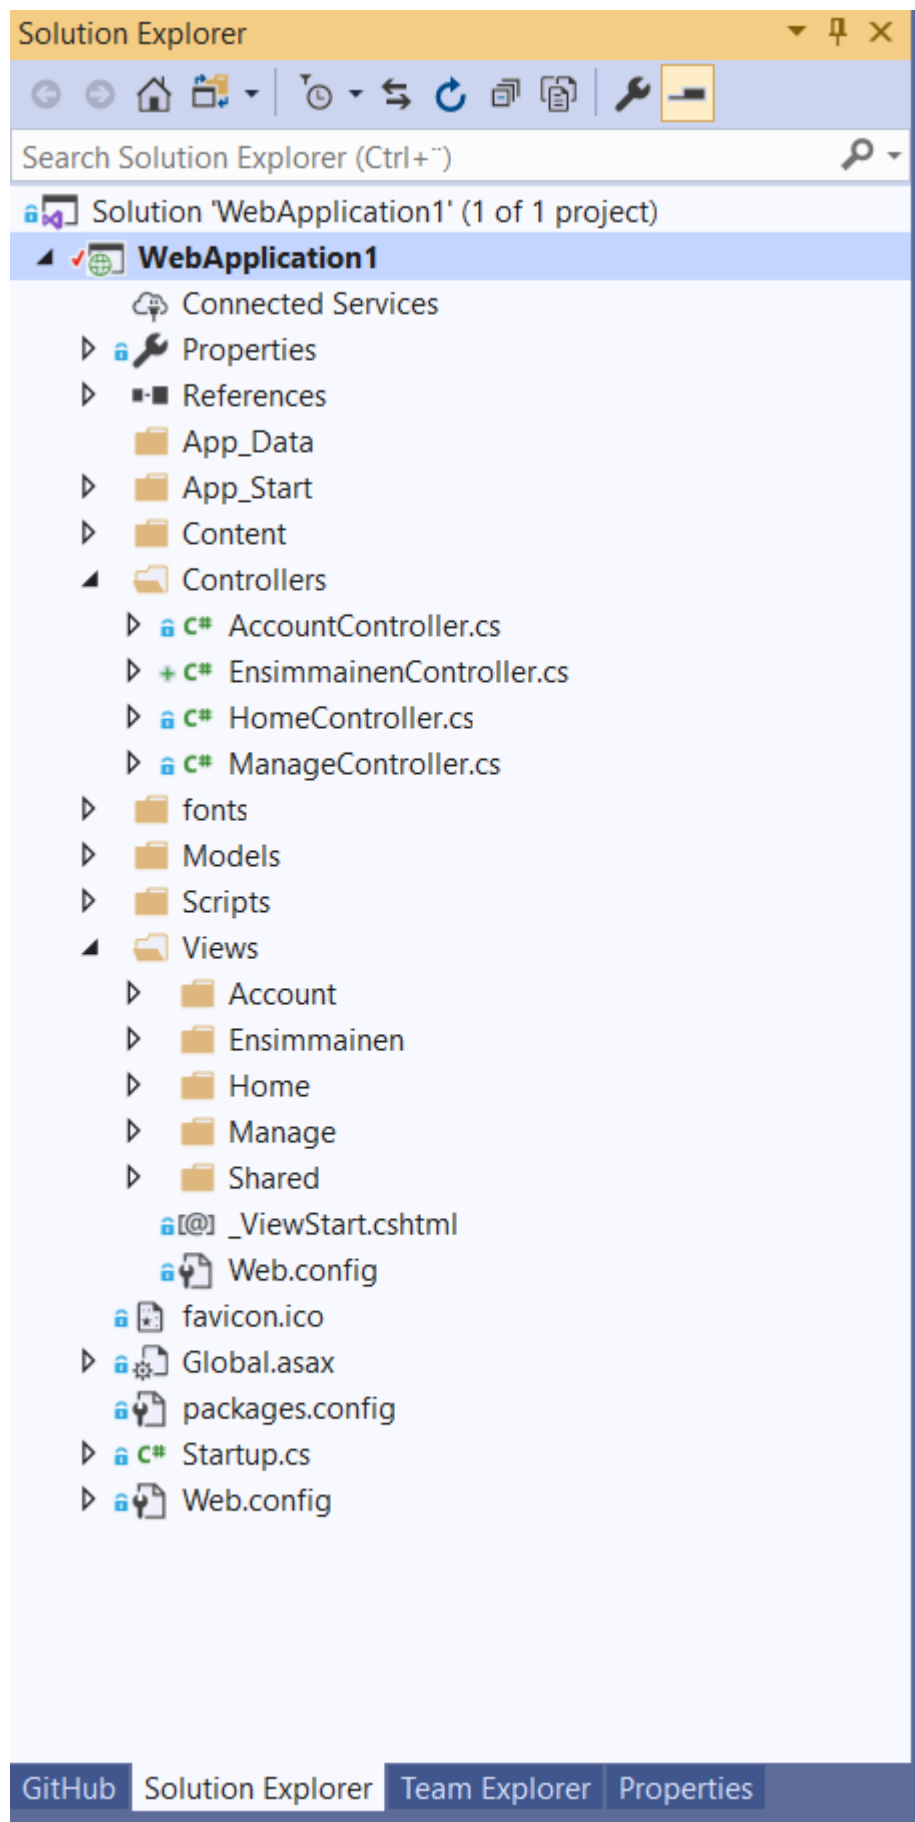 Solution Explorer
Search Solution Explorer (Ctrl+¨)
Solution 'WebApplication1' (1 of 1 project)
WebApplication1
Connected Services
Properties
References
App_Data
App_Start
Content
Controllers
C# AccountController.cs
C# EnsimmainenController.cs
C# HomeController.cs
C# ManageController.cs
fonts
Models
Scripts
Views
Account
Ensimmainen
Home
Manage
Shared
[@] _ViewStart.cshtml
Web.config
favicon.ico
Global.asax
packages.config
C# Startup.cs
Web.config
GitHub Solution Explorer Team Explorer Properties